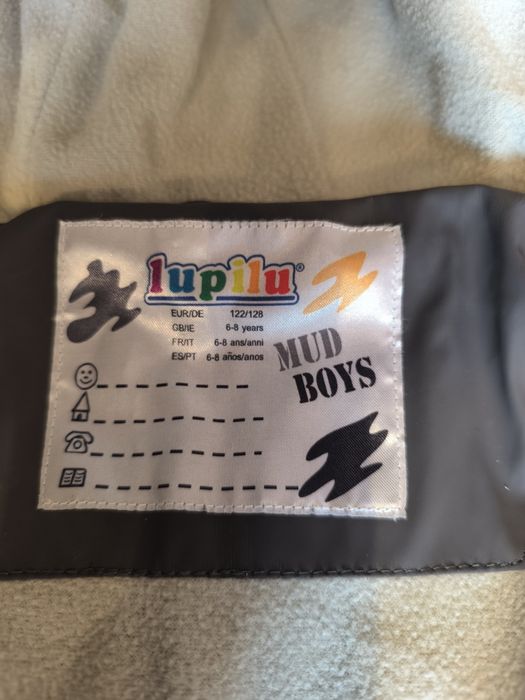 lupilu®
EUR/DE 122/128
GB/IE 6-8 years
FR/IT 6-8 ans/anni
ES/PT 6-8 años/anos
MUD
BOYS